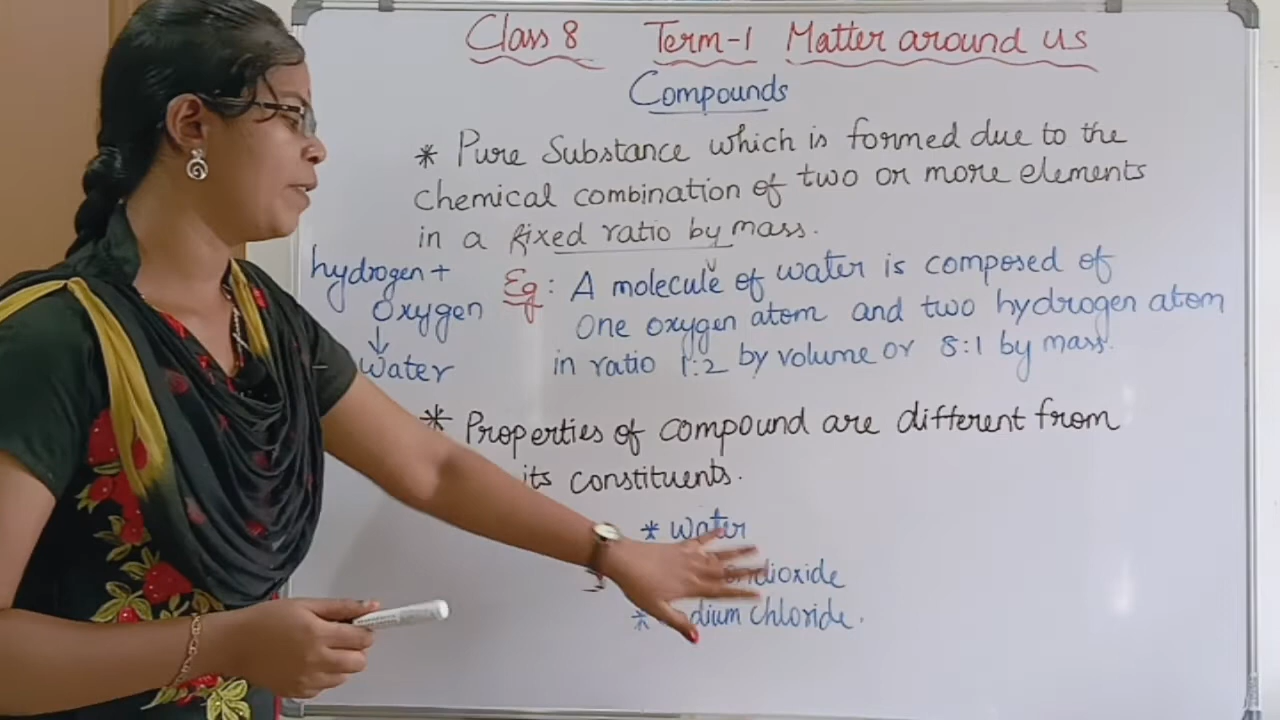 Class 8 Term-1 Matter around us
Compounds
* Pure Substance which is formed due to the
chemical combination of two or more elements
in a fixed ratio by mass.
hydrogen +
Oxygen
↓
Water
Eg: A molecule of water is composed of
One oxygen atom and two hydrogen atom
in ratio 1:2 by volume or 8:1 by mass.
* Properties of compound are different from
its constituents.
* Water
ondioxide
* dium chloride.